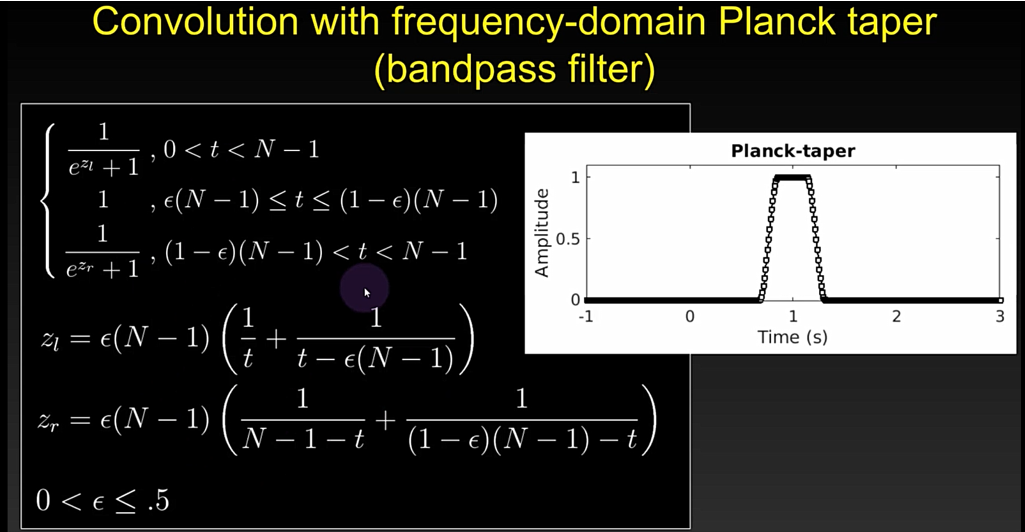 Convolution with frequency-domain Planck taper
(bandpass filter)
1/(e^{z_l} + 1) , 0 < t < N − 1
1 , ϵ(N − 1) ≤ t ≤ (1 − ϵ)(N − 1)
1/(e^{z_r} + 1) , (1 − ϵ)(N − 1) < t < N − 1
z_l = ϵ(N − 1) (1/t + 1/(t − ϵ(N − 1)))
z_r = ϵ(N − 1) (1/(N − 1 − t) + 1/((1 − ϵ)(N − 1) − t))
0 < ϵ ≤ .5
Planck-taper
Amplitude
1
0.5
0
-1 0 1 2 3
Time (s)